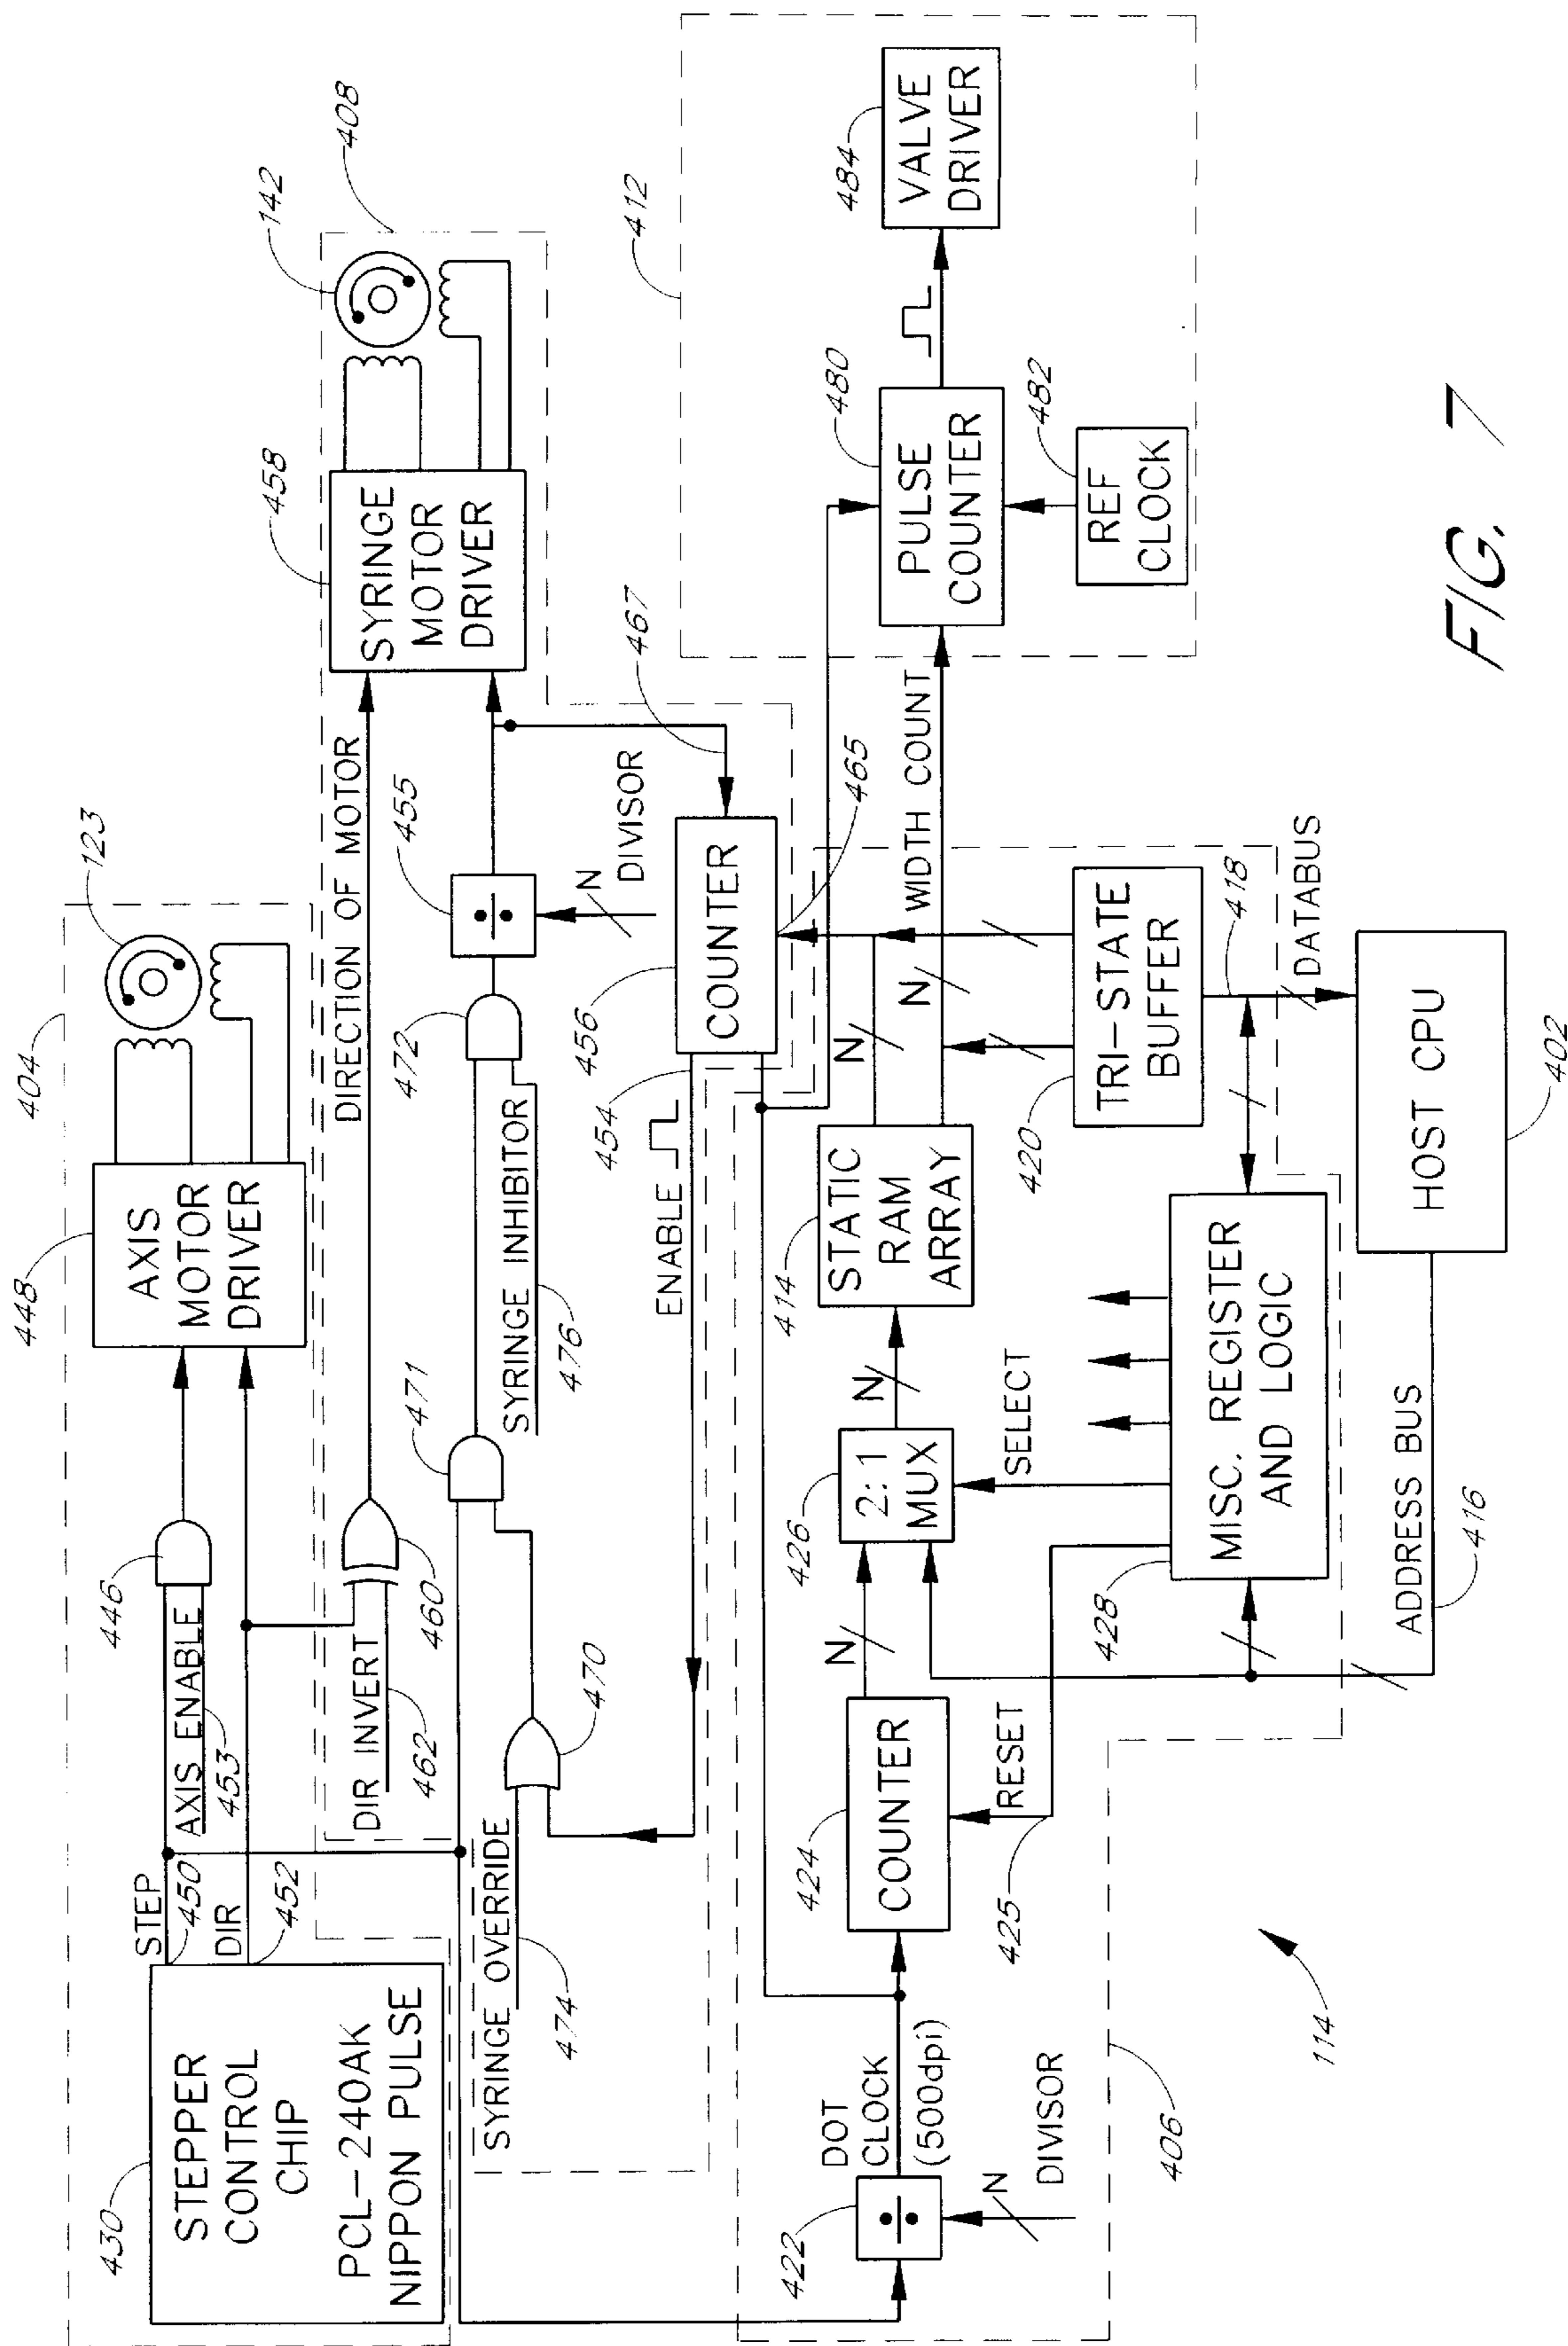 404
448
123
446
AXIS
MOTOR
DRIVER
STEP
AXIS ENABLE
453
450
DIR
452
430
STEPPER
CONTROL
CHIP
PCL-240AK
NIPPON PULSE
408
142
458
SYRINGE
MOTOR
DRIVER
DIRECTION OF MOTOR
DIR INVERT
462
460
471
472
455
N
DIVISOR
467
SYRINGE INHIBITOR
476
470
SYRINGE OVERRIDE
474
ENABLE
454
456
COUNTER
465
412
484
VALVE
DRIVER
480
PULSE
COUNTER
482
REF
CLOCK
WIDTH COUNT
N
N
414
STATIC
RAM
ARRAY
N
426
2:1
MUX
SELECT
N
424
COUNTER
RESET
425
DOT
CLOCK
(500dpi)
422
N
DIVISOR
406
420
TRI-STATE
BUFFER
418
DATABUS
428
MISC. REGISTER
AND LOGIC
HOST CPU
402
ADDRESS BUS
416
114
FIG. 7